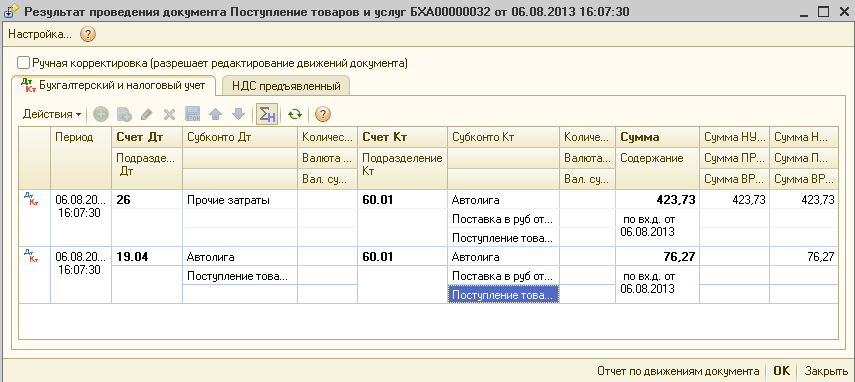 Результат проведения документа Поступление товаров и услуг БХА00000032 от 06.08.2013 16:07:30
Настройка...
Ручная корректировка (разрешает редактирование движений документа)
Дт Кт Бухгалтерский и налоговый учет НДС предъявленный
Действия
Период Счет Дт Субконто Дт Количес... Счет Кт Субконто Кт Количе... Сумма Сумма НУ... Сумма Н...
Подразде... Дт Валюта ... Подразделение Кт Валюта... Содержание Сумма ПР... Сумма П...
Вал. су... Вал. су... Сумма ВР... Сумма ВР...
Дт Кт 06.08.20... 26 Прочие затраты 60.01 Автолига 423,73 423,73 423,73
16:07:30 Поставка в руб от... по вх.д. от
Поступление това... 06.08.2013
Дт Кт 06.08.20... 19.04 Автолига 60.01 Автолига 76,27 76,27
16:07:30 Поступление това... Поставка в руб от... по вх.д. от
Поступление това... 06.08.2013
Отчет по движениям документа OK Закрыть